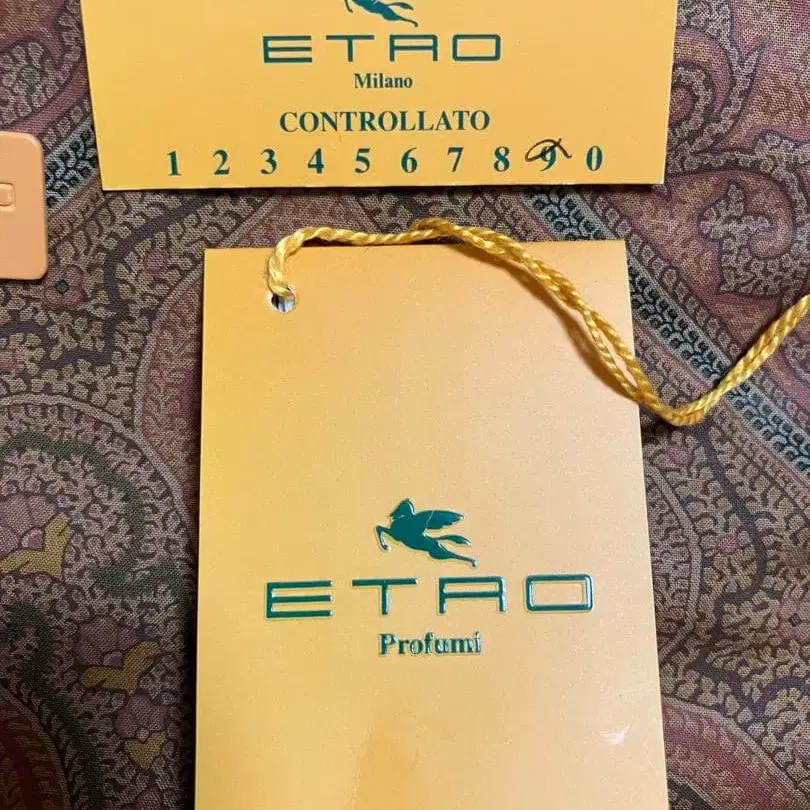 ETRO
Milano
CONTROLLATO
1 2 3 4 5 6 7 8 9 0
ETRO
Profumi